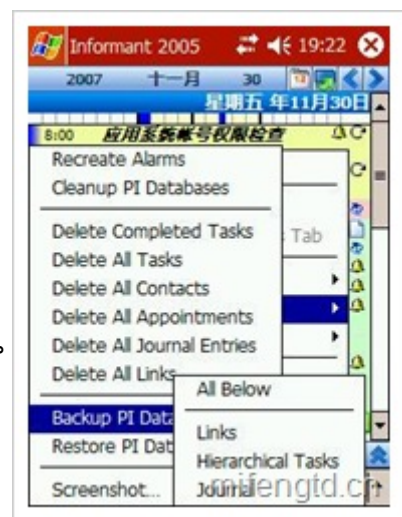 Informant 2005 19:22
2007 十一月 30
星期五 年11月30日
8:00 应用系统帐号权限检查
Recreate Alarms
Cleanup PI Databases
Delete Completed Tasks
Tab
Delete All Tasks
Delete All Contacts
Delete All Appointments
Delete All Journal Entries
Delete All Links
All Below
Backup PI Data
Links
Restore PI Dat
Hierarchical Tasks
Screenshot...
Journal
mifengtd.cn